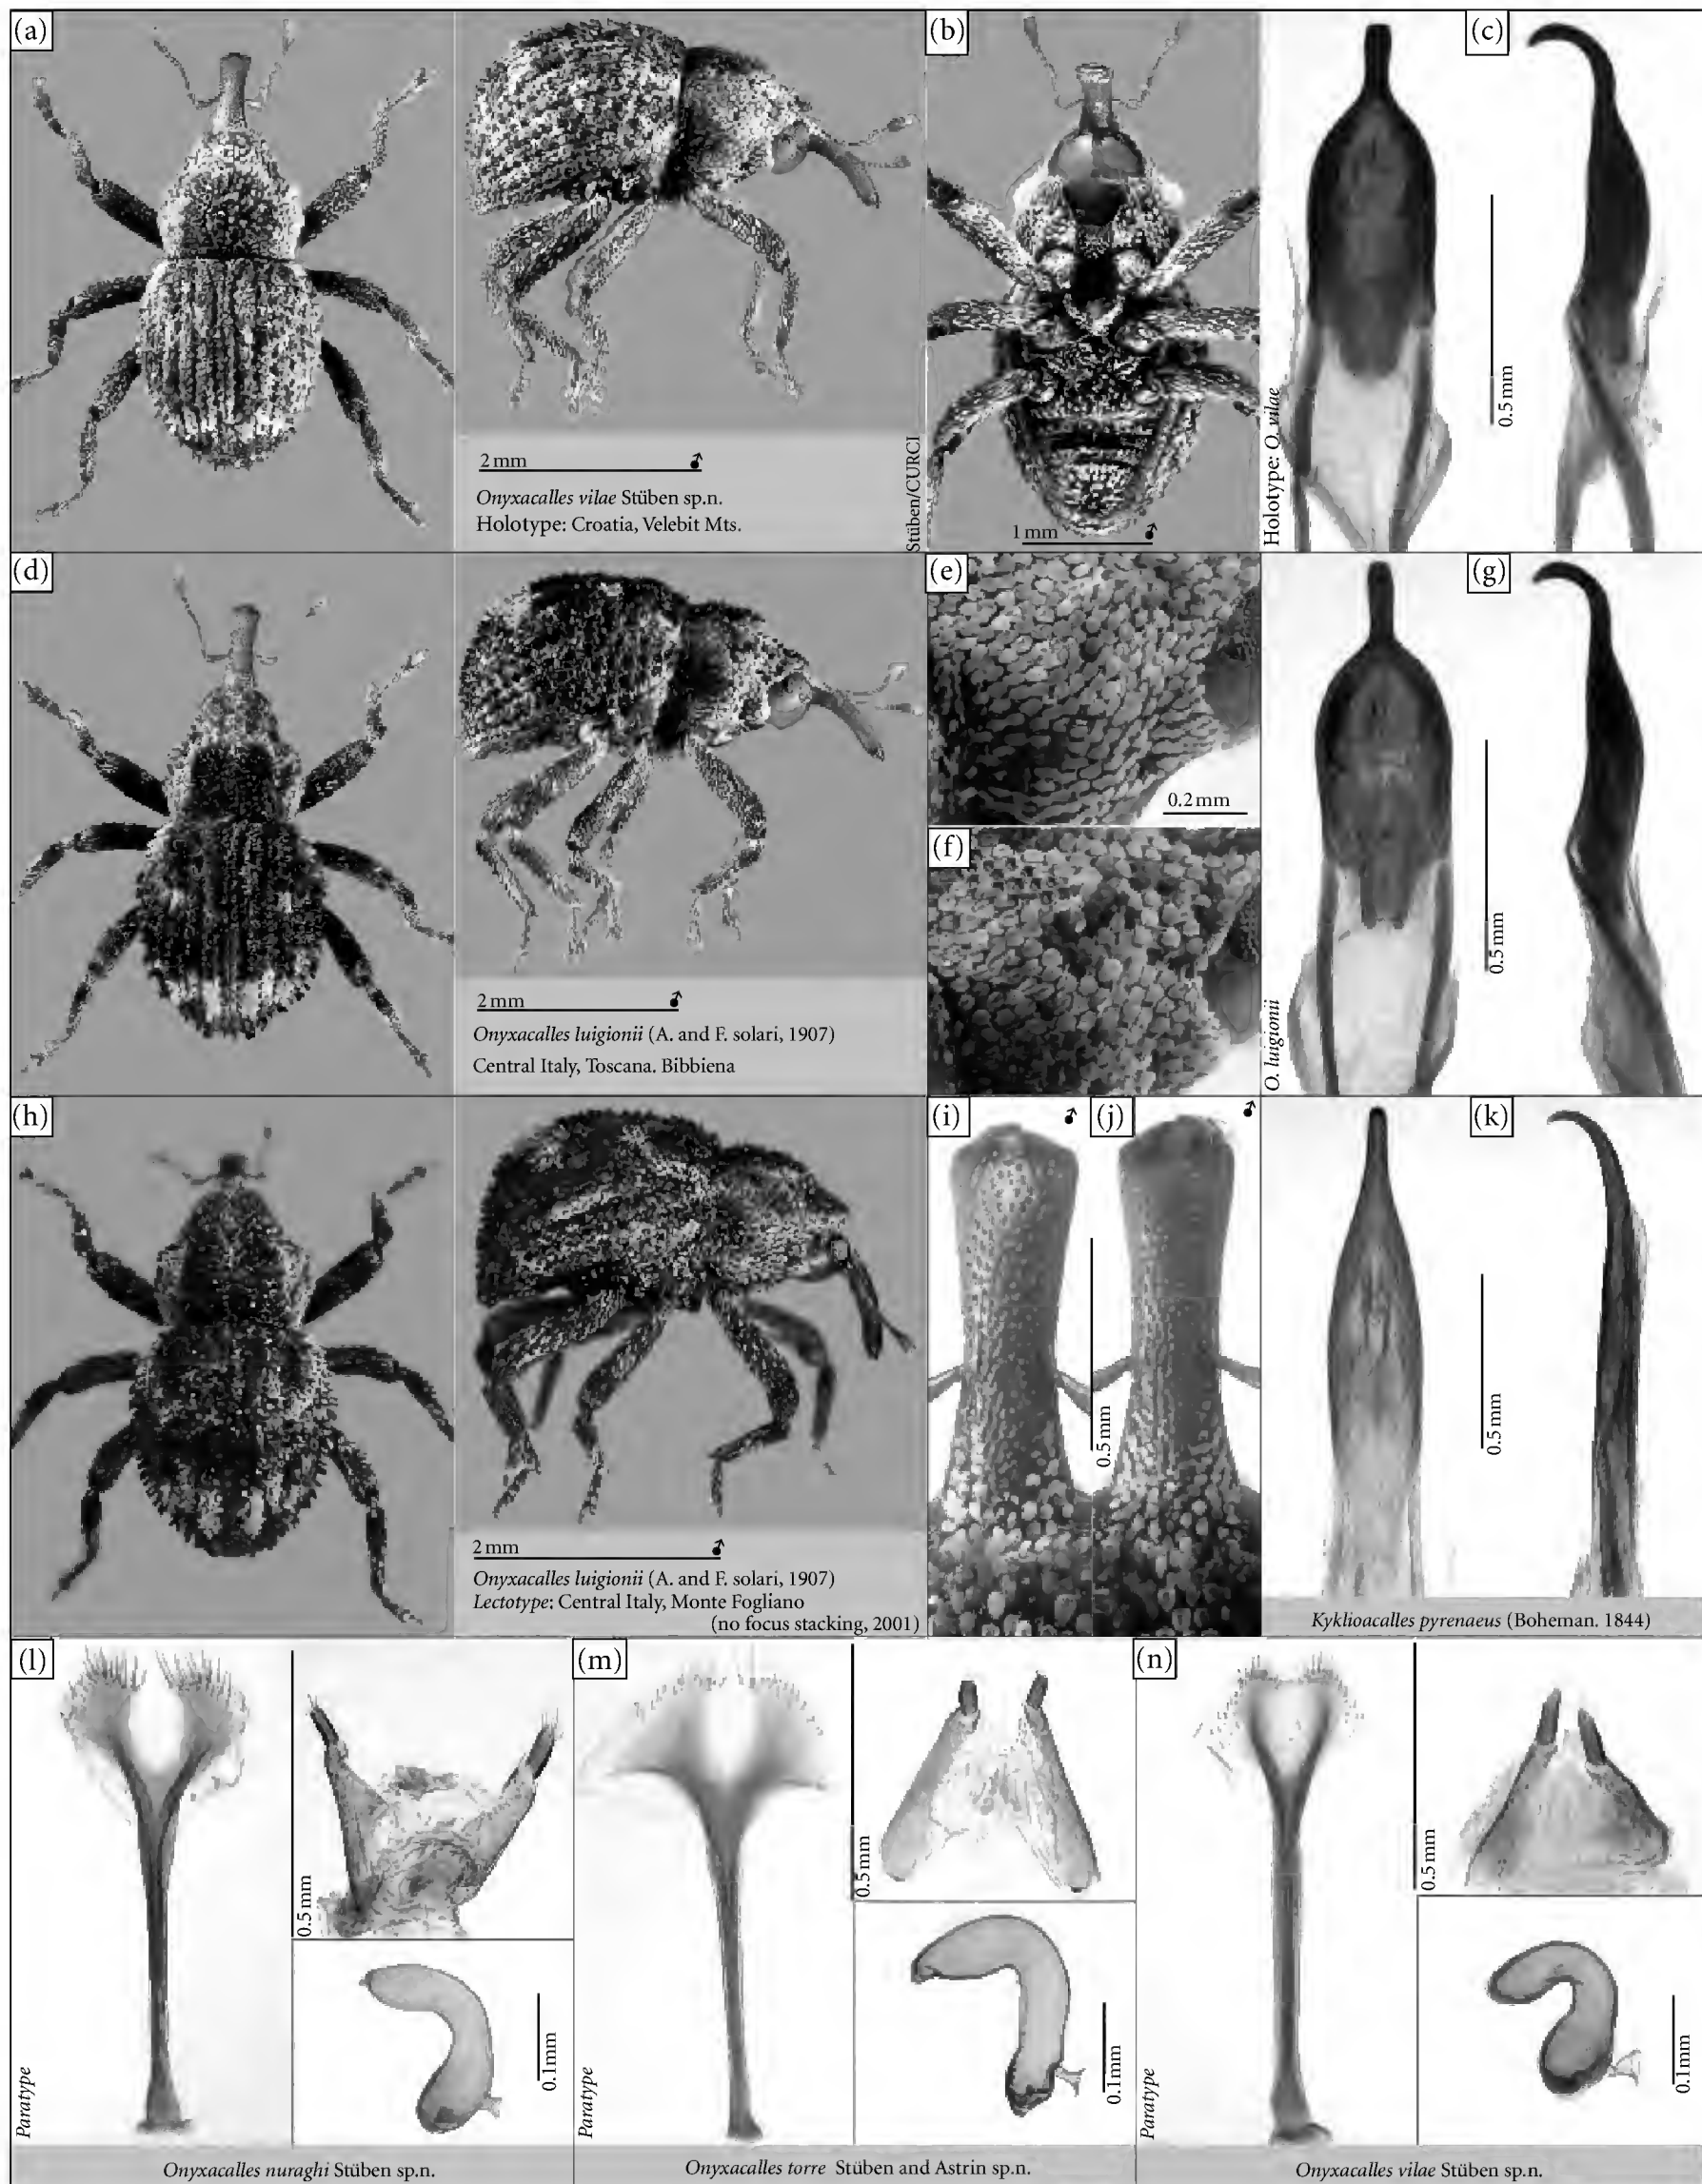 (a)
2 mm ♂
Onyxacalles vilae Stüben sp.n.
Holotype: Croatia, Velebit Mts.
Stüben/CURCI
(b)
1 mm ♂
(c)
Holotype: O. vilae
0.5 mm
(d)
2 mm ♂
Onyxacalles luigionii (A. and F. solari, 1907)
Central Italy, Toscana. Bibbiena
(e)
0.2 mm
(f)
(g)
O. luigionii
0.5 mm
(h)
2 mm ♂
Onyxacalles luigionii (A. and F. solari, 1907)
Lectotype: Central Italy, Monte Fogliano
(no focus stacking, 2001)
(i)
♂
(j)
♂
0.5 mm
(k)
0.5 mm
Kyklioacalles pyrenaeus (Boheman. 1844)
(l)
Paratype
0.5 mm
0.1mm
Onyxacalles nuraghi Stüben sp.n.
(m)
Paratype
0.5 mm
0.1mm
Onyxacalles torre Stüben and Astrin sp.n.
(n)
Paratype
0.5 mm
0.1mm
Onyxacalles vilae Stüben sp.n.